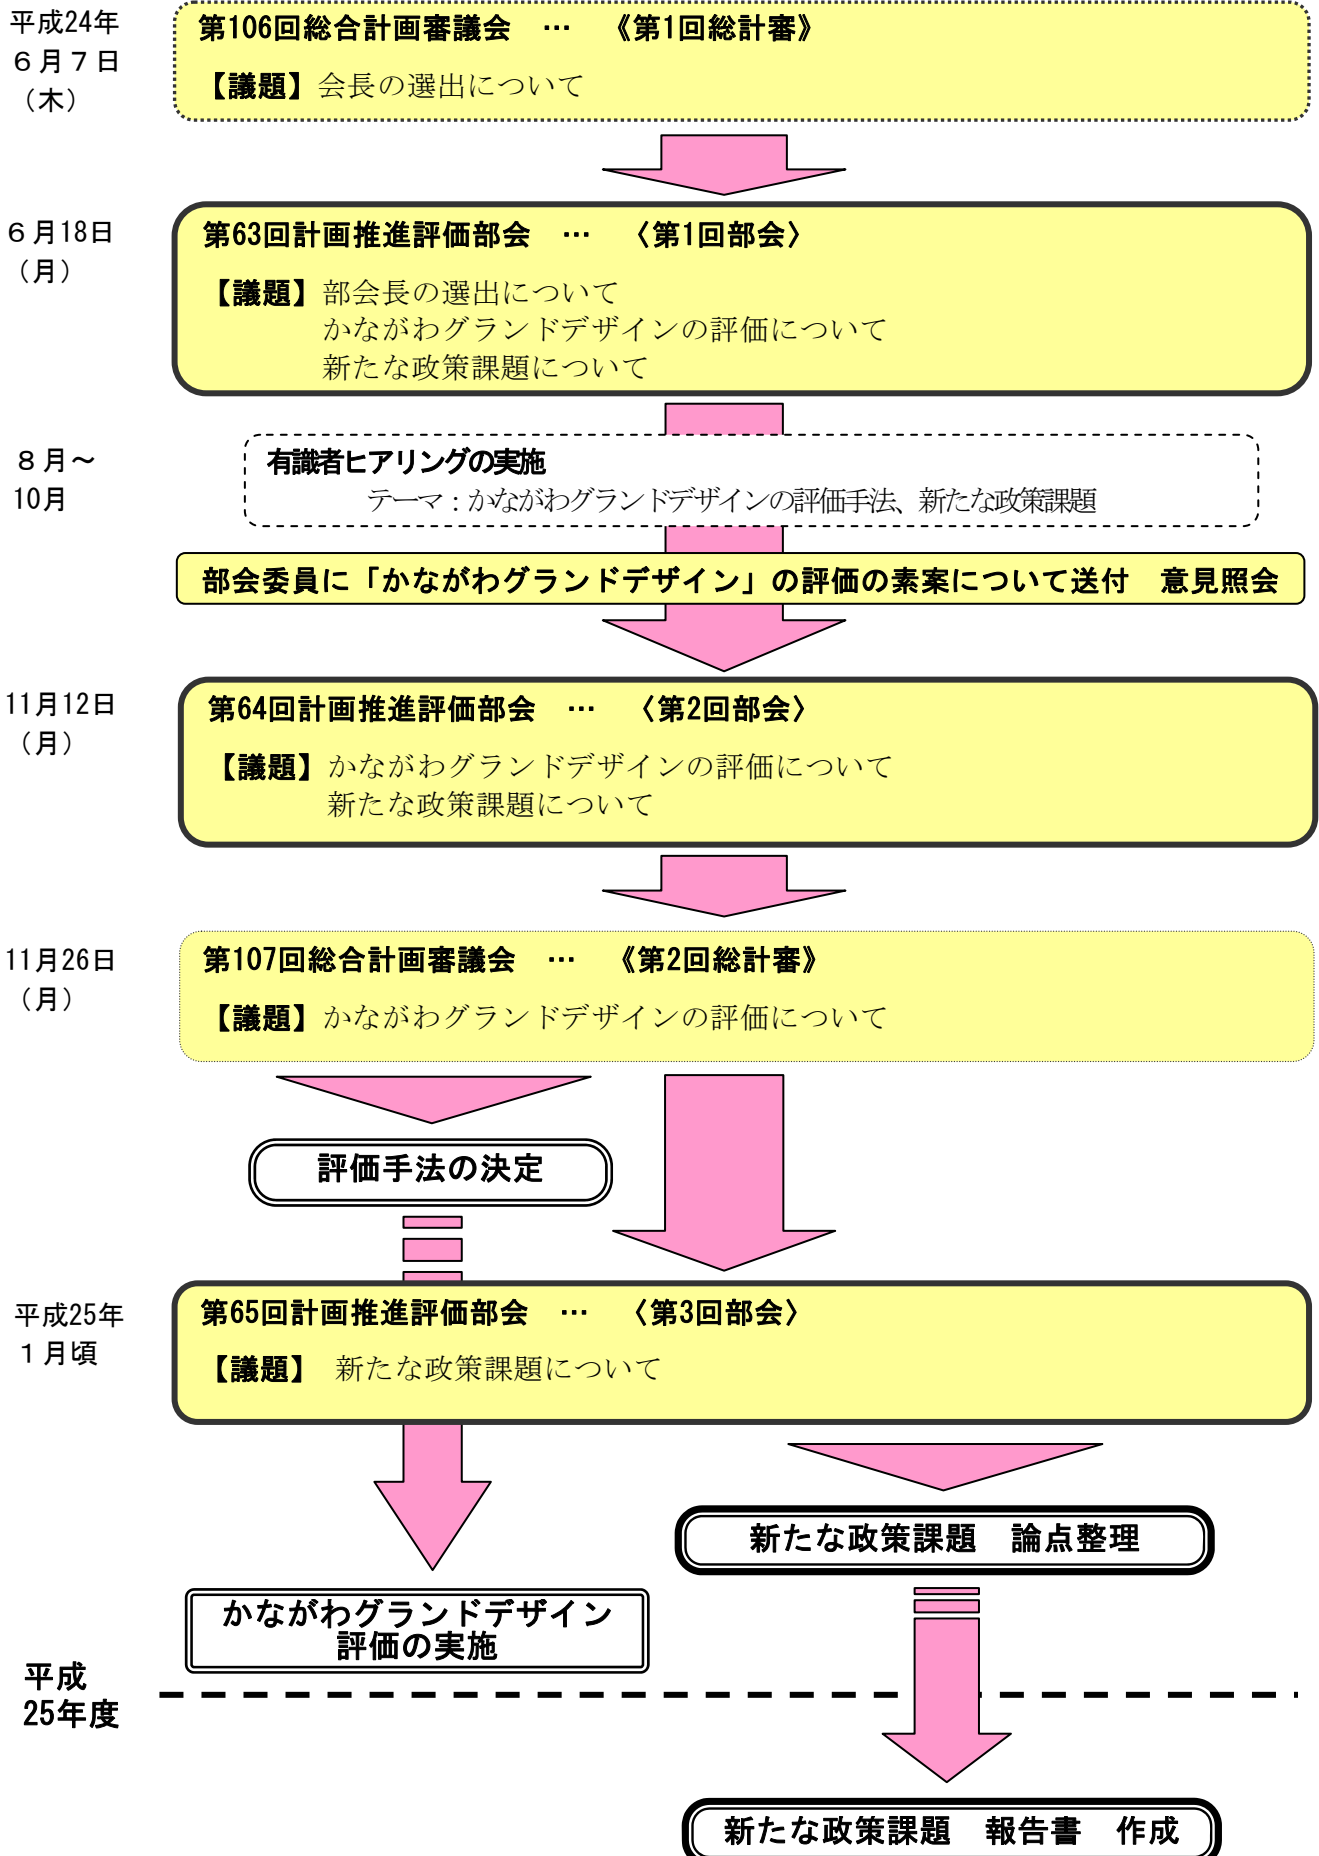 平成24年
６月７日
（木）
第106回総合計画審議会　…　《第1回総計審》
【議題】会長の選出について
６月18日
（月）
第63回計画推進評価部会　…　〈第1回部会〉
【議題】部会長の選出について
かながわグランドデザインの評価について
新たな政策課題について
８月～
10月
有識者ヒアリングの実施
テーマ：かながわグランドデザインの評価手法、新たな政策課題
部会委員に「かながわグランドデザイン」の評価の素案について送付　意見照会
11月12日
（月）
第64回計画推進評価部会　…　〈第2回部会〉
【議題】かながわグランドデザインの評価について
新たな政策課題について
11月26日
（月）
第107回総合計画審議会　…　《第2回総計審》
【議題】かながわグランドデザインの評価について
評価手法の決定
平成25年
１月頃
第65回計画推進評価部会　…　〈第3回部会〉
【議題】　新たな政策課題について
新たな政策課題　論点整理
かながわグランドデザイン
評価の実施
平成
25年度
新たな政策課題　報告書　作成